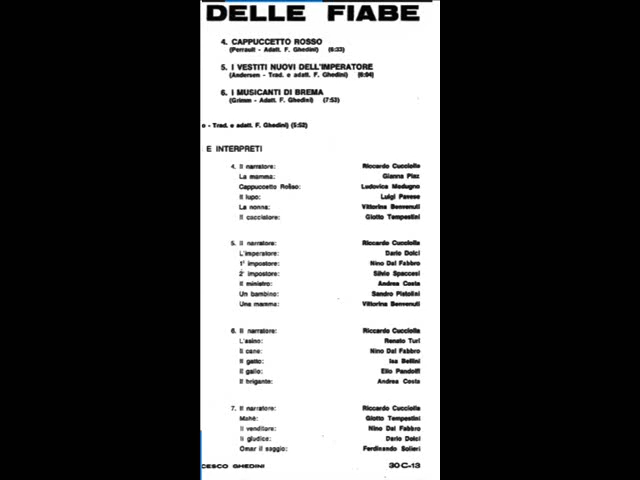 DELLE FIABE
4. CAPPUCCETTO ROSSO
(Perrault - Adatt. F. Ghedini) (6:33)
5. I VESTITI NUOVI DELL'IMPERATORE
(Andersen - Trad. e adatt. F. Ghedini) (6:04)
6. I MUSICANTI DI BREMA
(Grimm - Adatt. F. Ghedini) (7:53)
o - Trad. e adatt. F. Ghedini) (5:52)
E INTERPRETI
4. Il narratore: Riccardo Cucciolla
La mamma: Gianna Piaz
Cappuccetto Rosso: Ludovica Modugno
Il lupo: Luigi Pavese
La nonna: Vittorina Benvenuti
Il cacciatore: Giotto Tempestini
5. Il narratore: Riccardo Cucciolla
L'imperatore: Dario Dolci
1° impostore: Nino Dal Fabbro
2° impostore: Silvio Spaccesi
Il ministro: Andrea Costa
Un bambino: Sandro Pistolini
Una mamma: Vittorina Benvenuti
6. Il narratore: Riccardo Cucciolla
L'asino: Renato Turi
Il cane: Nino Dal Fabbro
Il gatto: Isa Bellini
Il gallo: Elio Pandolfi
Il brigante: Andrea Costa
7. Il narratore: Riccardo Cucciolla
Mahè: Giotto Tempestini
Il venditore: Nino Dal Fabbro
Il giudice: Dario Dolci
Omar il saggio: Ferdinando Solieri
CESCO GHEDINI 30 C-13